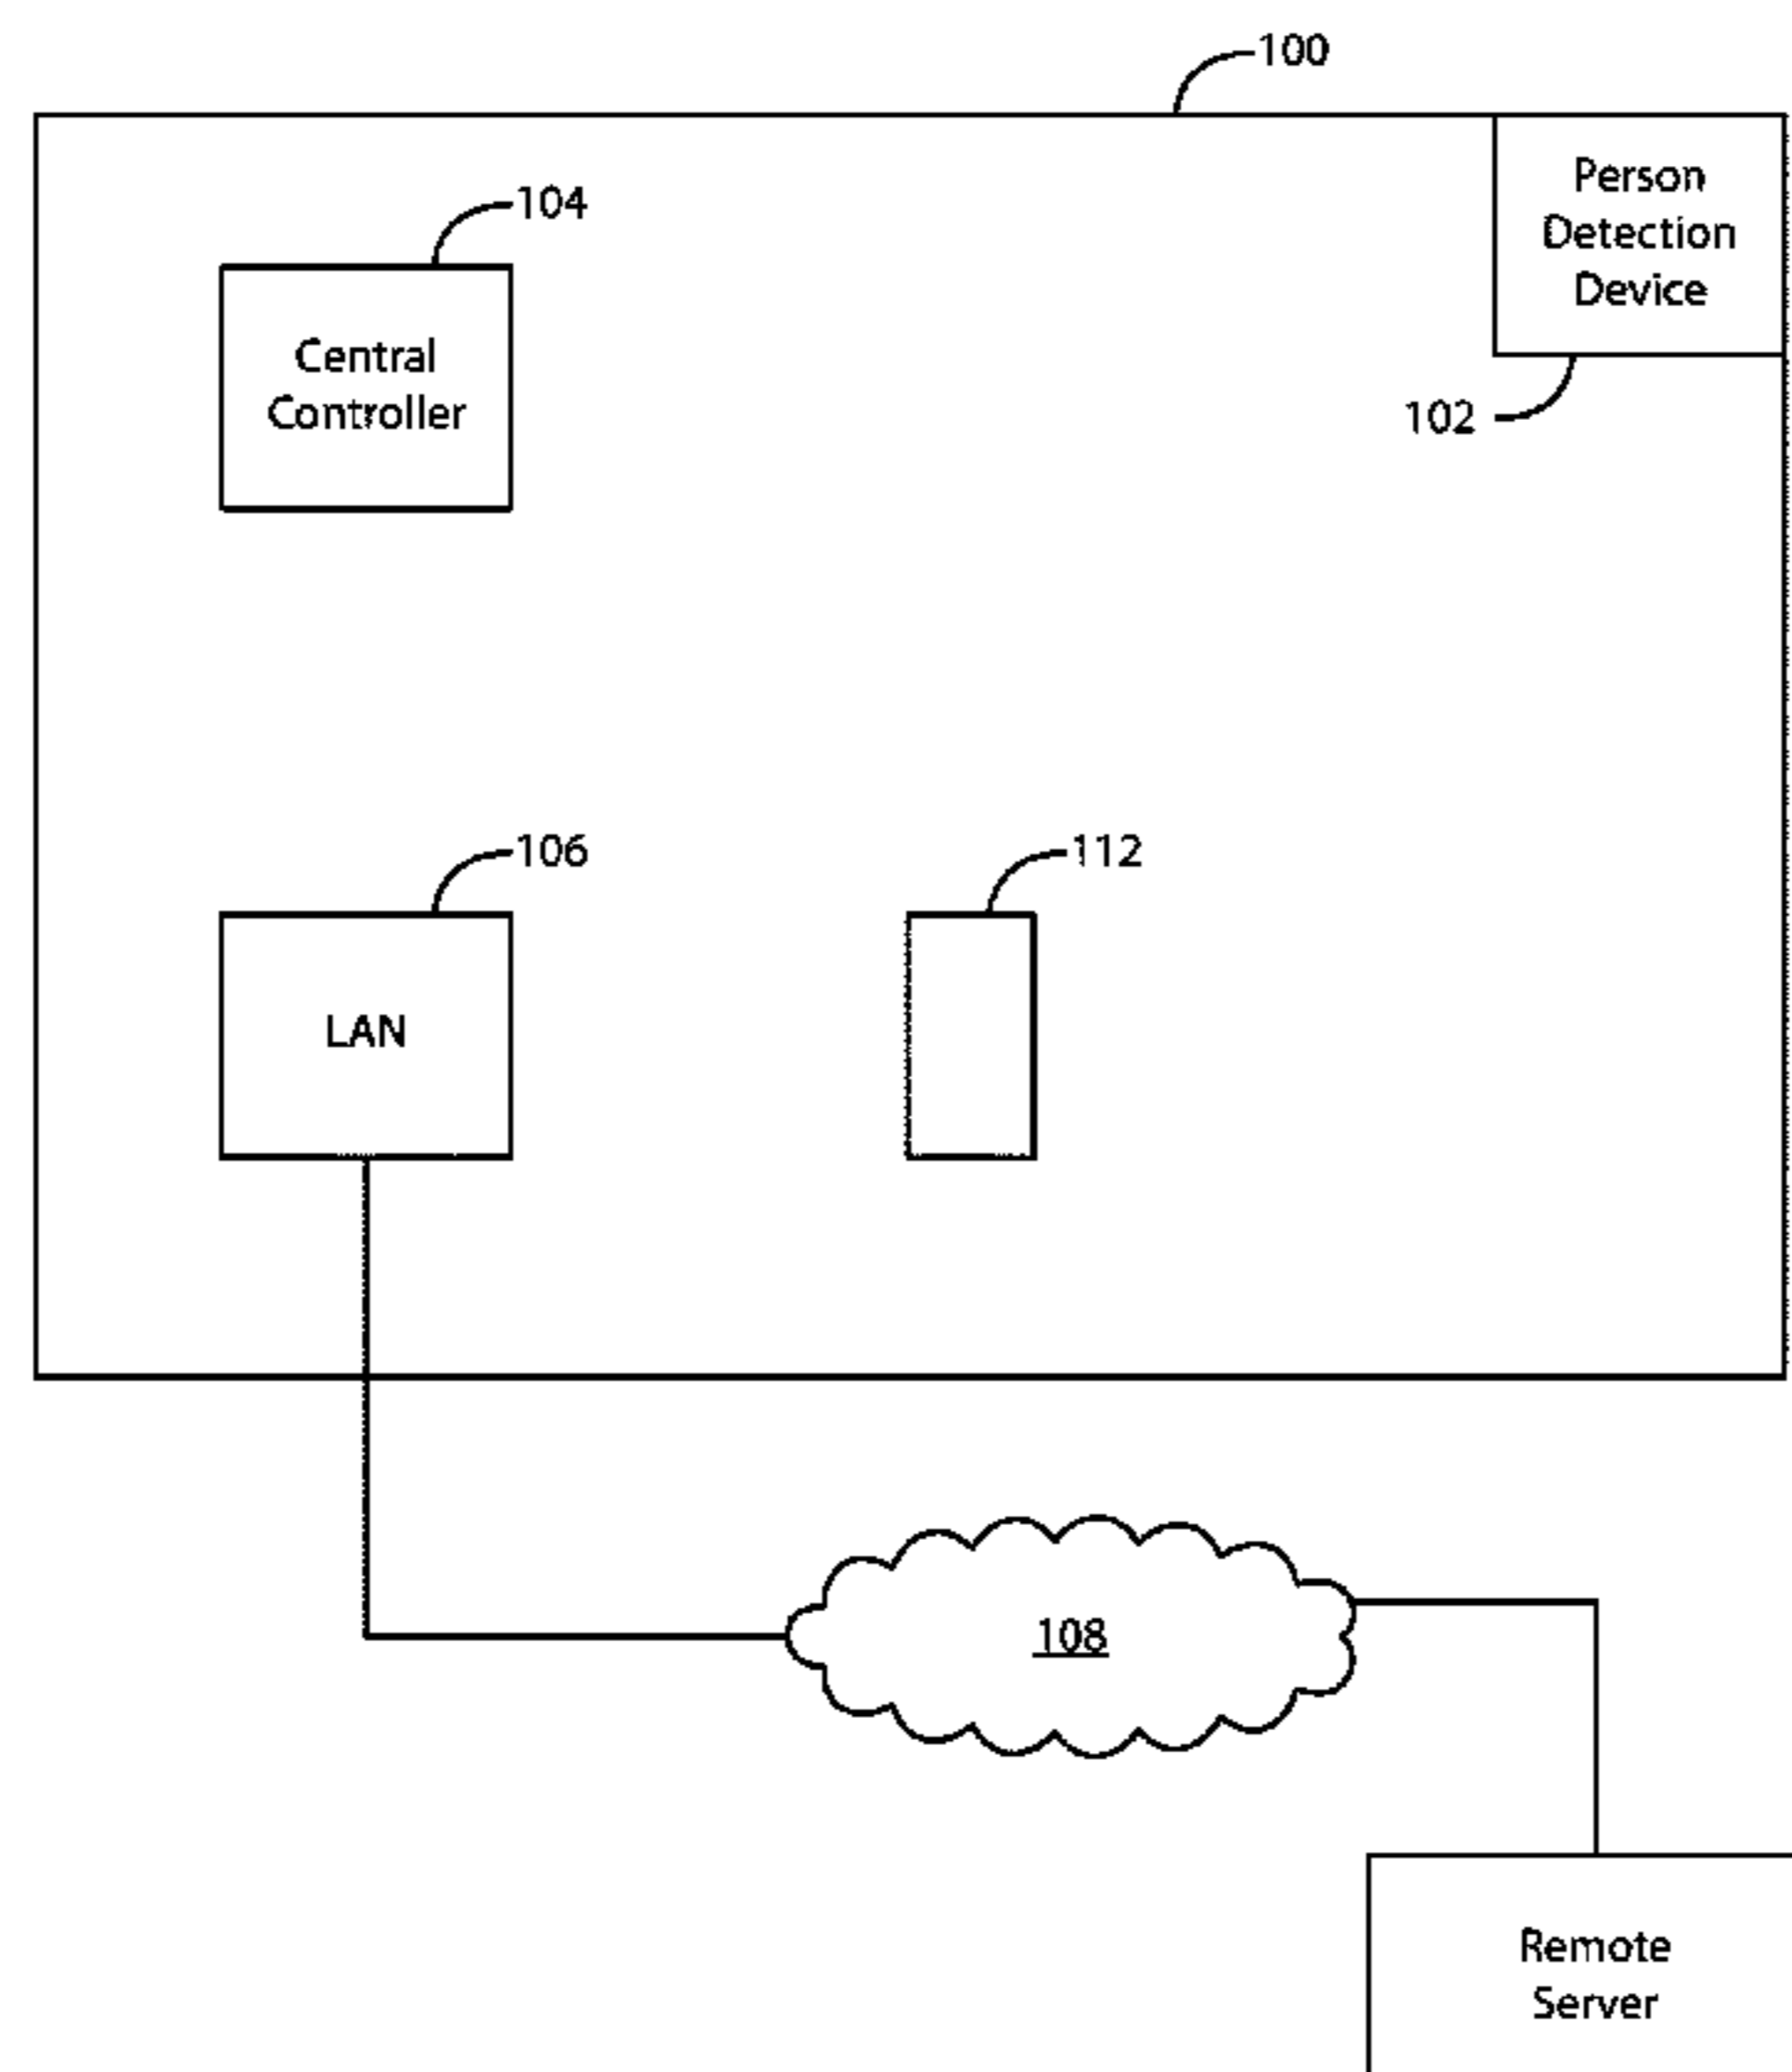 100
Person
Detection
Device
104
Central
Controller
102
106
112
LAN
108
Remote
Server